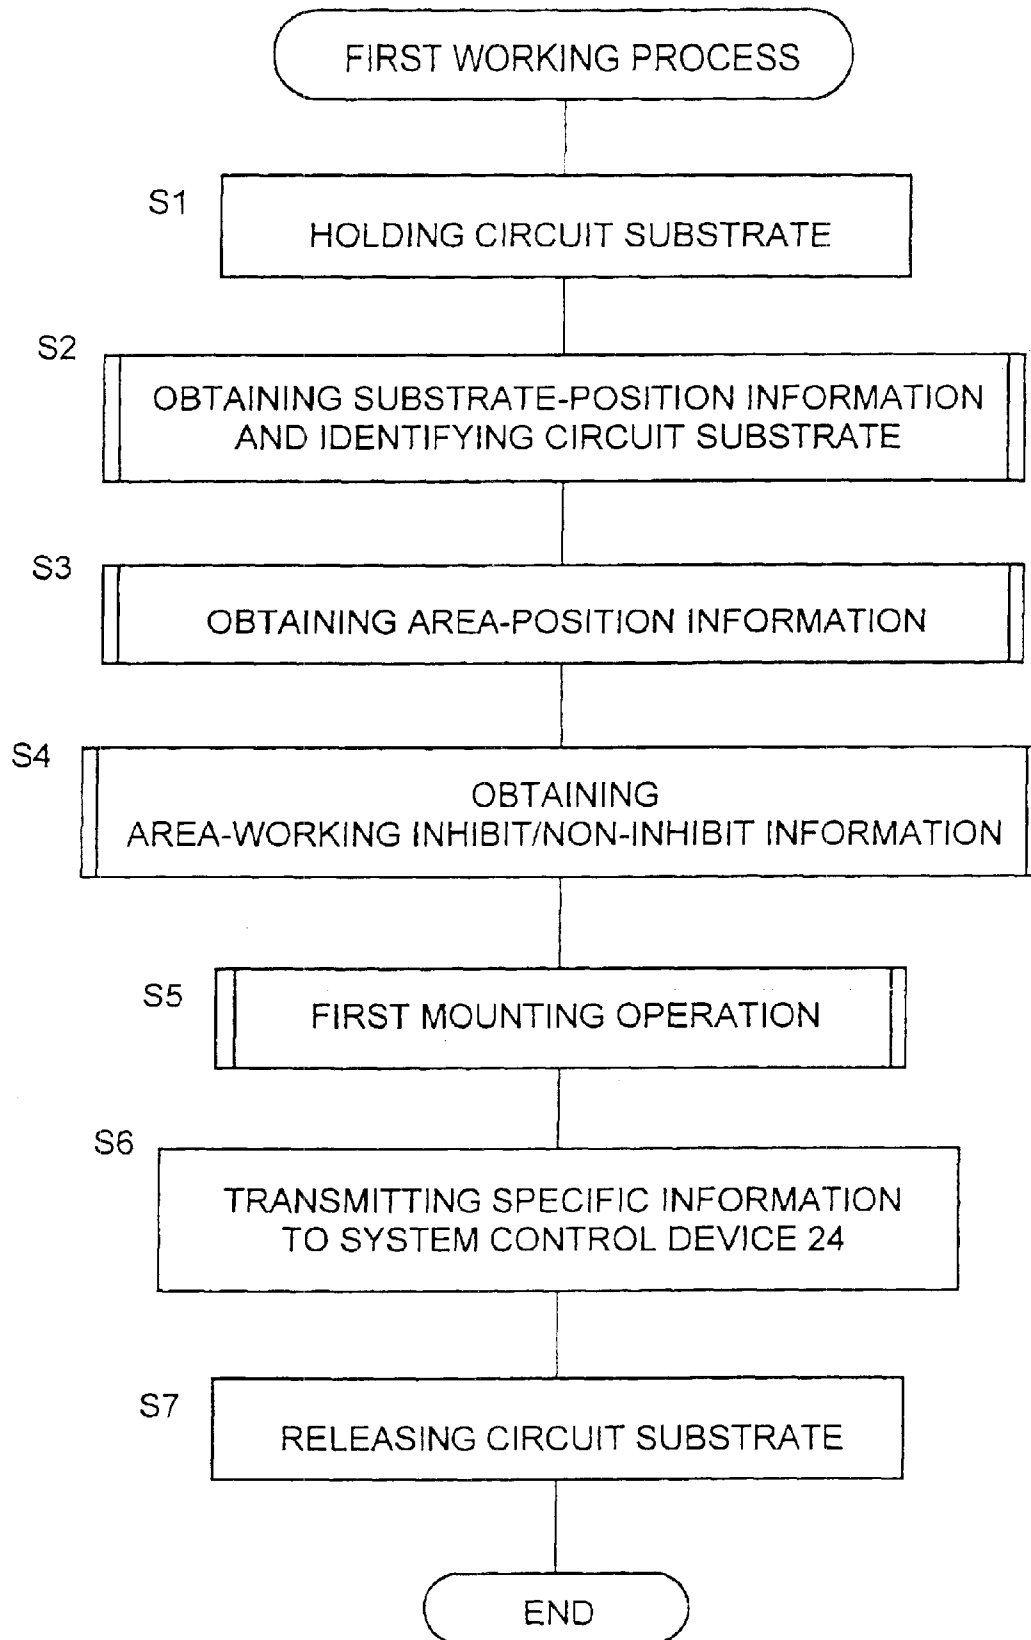 FIRST WORKING PROCESS
S1
HOLDING CIRCUIT SUBSTRATE
S2
OBTAINING SUBSTRATE-POSITION INFORMATION
AND IDENTIFYING CIRCUIT SUBSTRATE
S3
OBTAINING AREA-POSITION INFORMATION
S4
OBTAINING
AREA-WORKING INHIBIT/NON-INHIBIT INFORMATION
S5
FIRST MOUNTING OPERATION
S6
TRANSMITTING SPECIFIC INFORMATION
TO SYSTEM CONTROL DEVICE 24
S7
RELEASING CIRCUIT SUBSTRATE
END